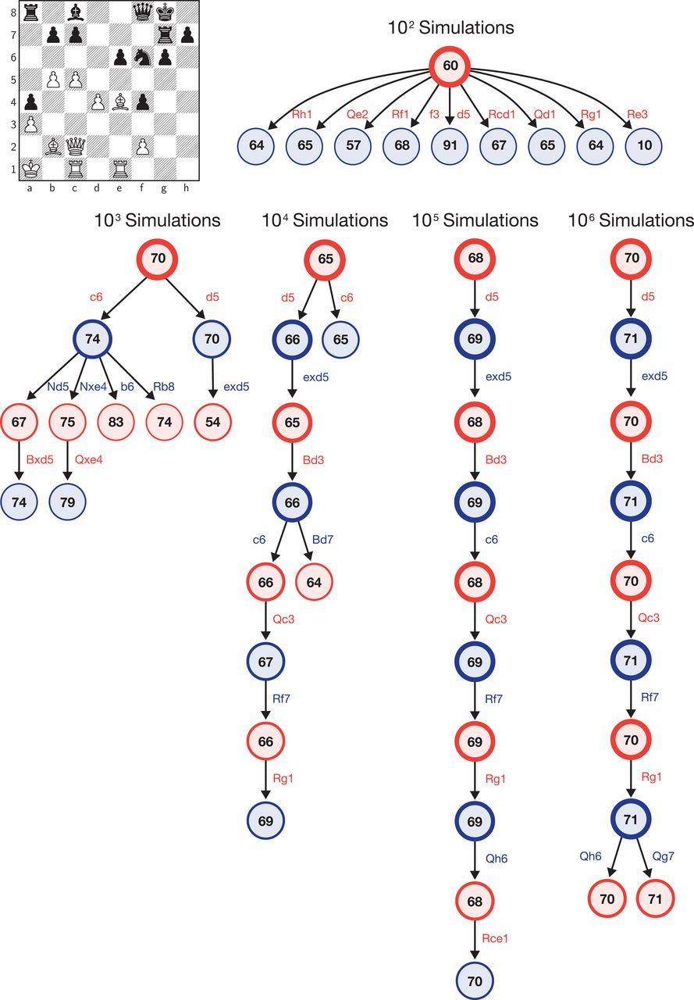 8
7
6
5
4
3
2
1
a b c d e f g h
10² Simulations
60
Rh1 Qe2 Rf1 f3 d5 Rcd1 Qd1 Rg1 Re3
64 65 57 68 91 67 65 64 10
10³ Simulations
70
c6 d5
74 70
Nd5 Nxe4 b6 Rb8 exd5
67 75 83 74 54
Bxd5 Qxe4
74 79
10⁴ Simulations
65
d5 c6
66 65
exd5
65
Bd3
66
c6 Bd7
66 64
Qc3
67
Rf7
66
Rg1
69
10⁵ Simulations
68
d5
69
exd5
68
Bd3
69
c6
68
Qc3
69
Rf7
69
Rg1
69
Qh6
68
Rce1
70
10⁶ Simulations
70
d5
71
exd5
70
Bd3
71
c6
70
Qc3
71
Rf7
70
Rg1
71
Qh6 Qg7
70 71